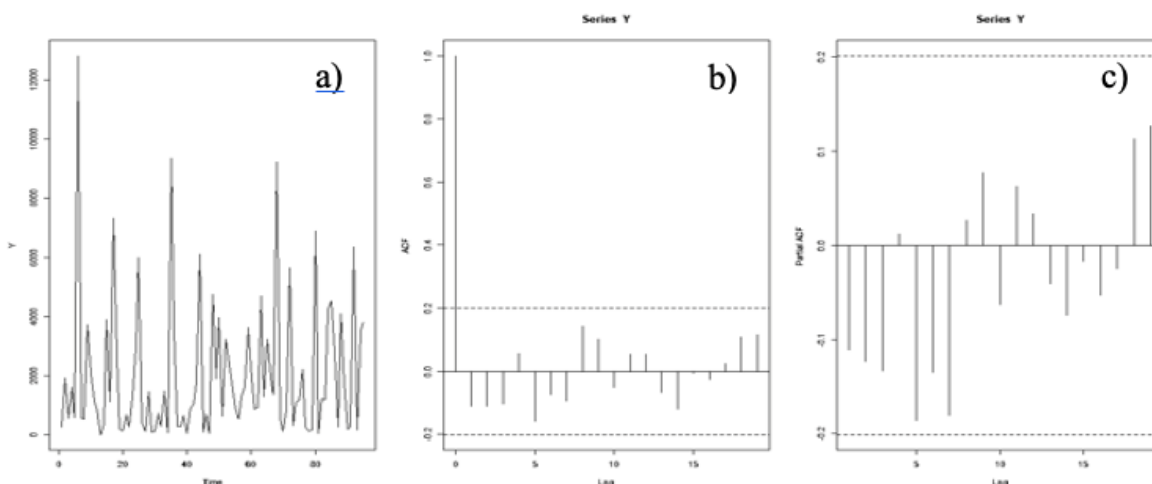 Series Y
Series Y
a)
b)
c)
12000
10000
8000
6000
4000
2000
0
Y
0 20 40 60 80
Time
1.0
0.8
0.6
0.4
0.2
0.0
-0.2
ACF
0 5 10 15
Lag
0.2
0.1
0.0
-0.1
-0.2
Partial ACF
5 10 15
Lag